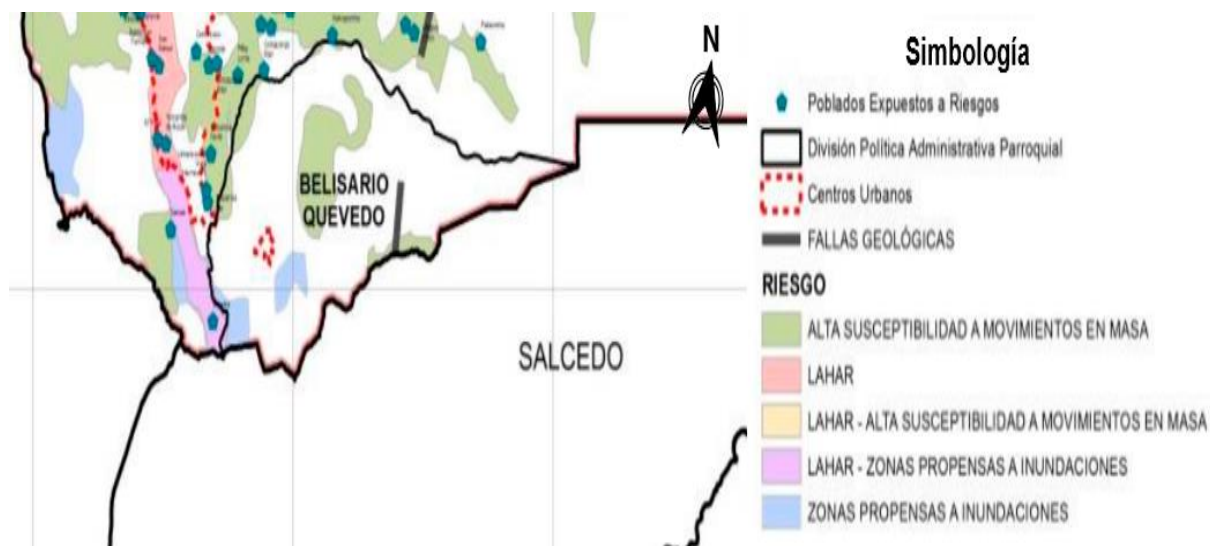 N
BELISARIO
QUEVEDO
SALCEDO
Simbología
Poblados Expuestos a Riesgos
División Política Administrativa Parroquial
Centros Urbanos
FALLAS GEOLÓGICAS
RIESGO
ALTA SUSCEPTIBILIDAD A MOVIMIENTOS EN MASA
LAHAR
LAHAR - ALTA SUSCEPTIBILIDAD A MOVIMIENTOS EN MASA
LAHAR - ZONAS PROPENSAS A INUNDACIONES
ZONAS PROPENSAS A INUNDACIONES